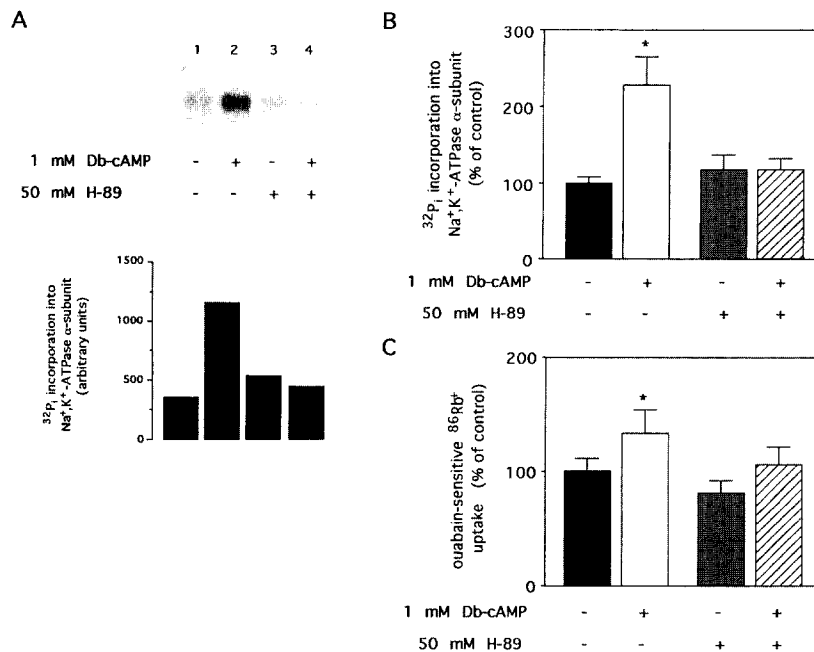 A
1 2 3 4
1 mM Db-cAMP - + - +
50 mM H-89 - - + +
³²Pᵢ incorporation into
Na⁺,K⁺-ATPase α-subunit
(arbitrary units)
1500
1000
500
0
B
³²Pᵢ incorporation into
Na⁺,K⁺-ATPase α-subunit
(% of control)
300
200
100
0
*
1 mM Db-cAMP - + - +
50 mM H-89 - - + +
C
ouabain-sensitive ⁸⁶Rb⁺
uptake (% of control)
200
100
0
*
1 mM Db-cAMP - + - +
50 mM H-89 - - + +